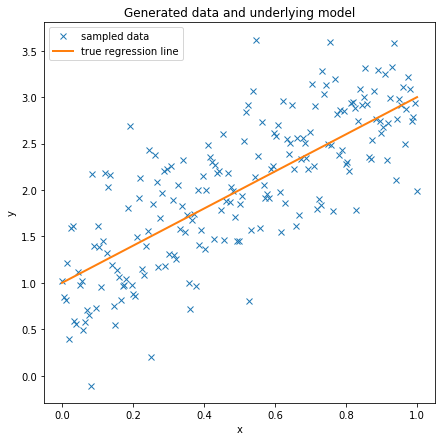 Generated data and underlying model
sampled data
true regression line
3.5
3.0
2.5
2.0
1.5
1.0
0.5
0.0
y
0.0 0.2 0.4 0.6 0.8 1.0
x